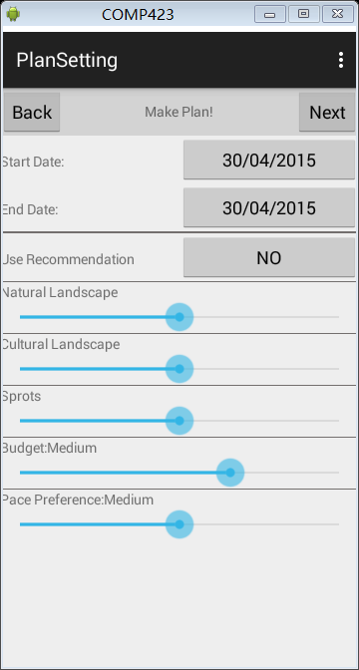 COMP423
PlanSetting
Back Make Plan! Next
Start Date: 30/04/2015
End Date: 30/04/2015
Use Recommendation NO
Natural Landscape
Cultural Landscape
Sprots
Budget:Medium
Pace Preference:Medium